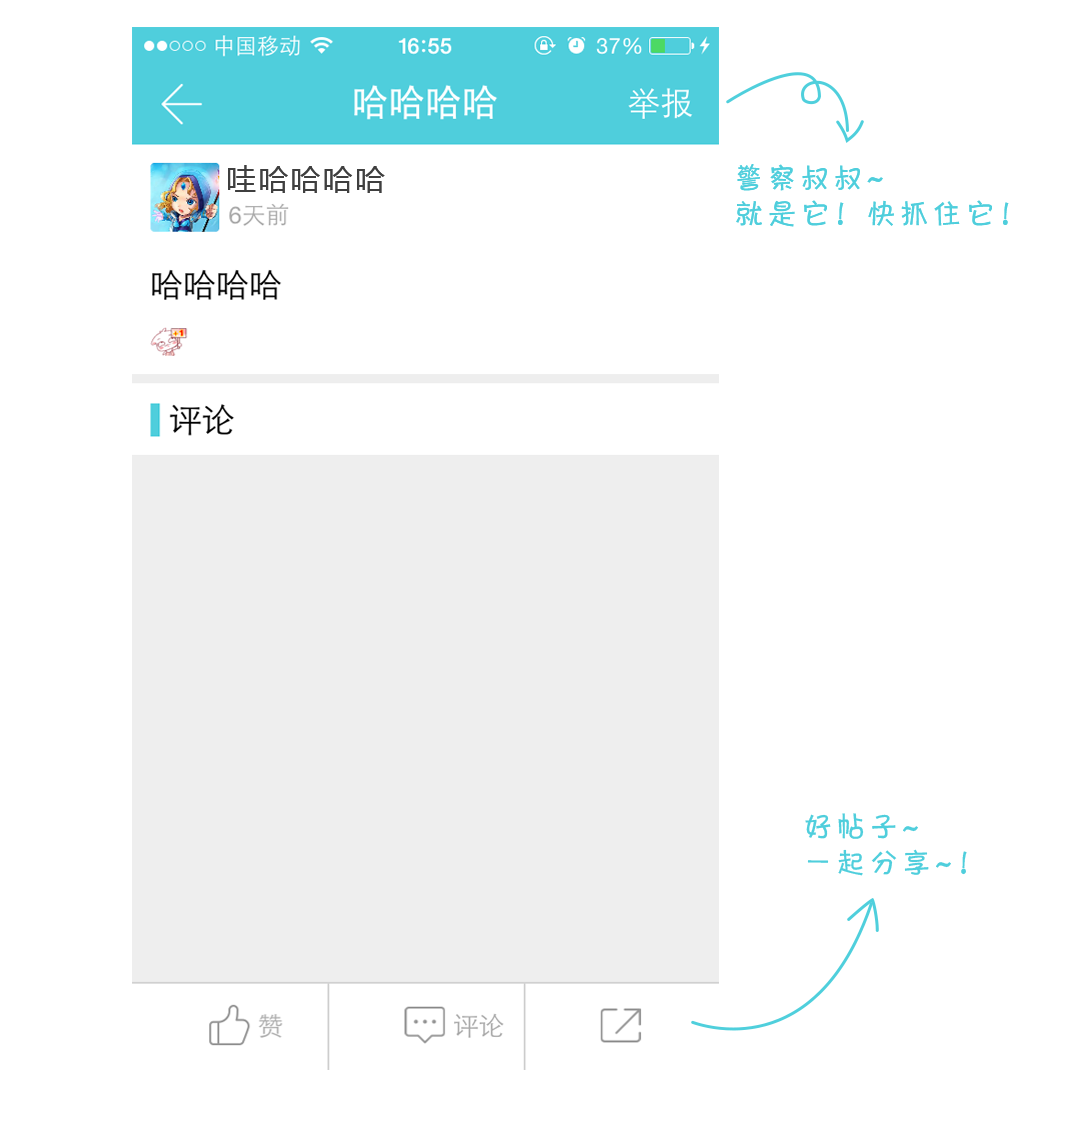 中国移动 16:55 37%
哈哈哈哈 举报
警察叔叔~
就是它！快抓住它！
哇哈哈哈哈
6天前
哈哈哈哈
评论
好帖子~
一起分享~！
赞 评论